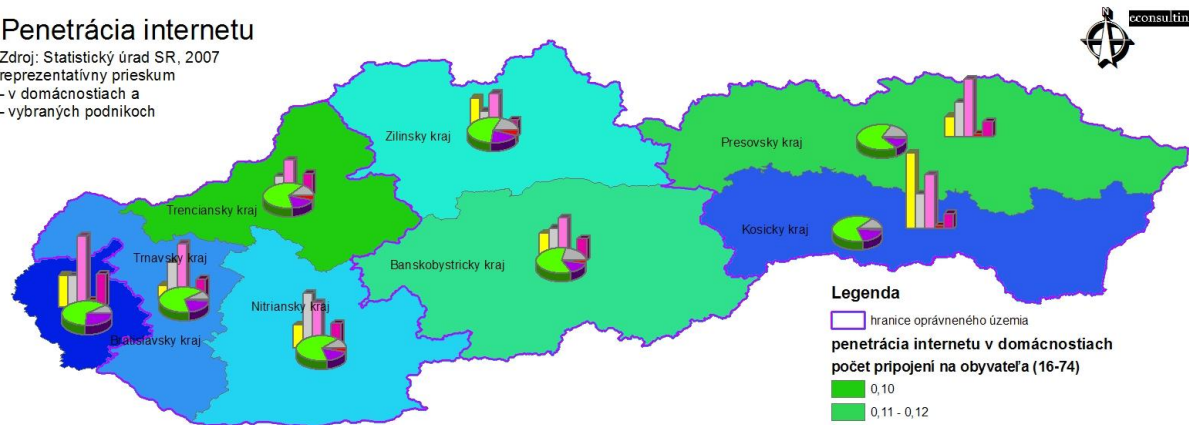 Penetrácia internetu
Zdroj: Statistický úrad SR, 2007
reprezentatívny prieskum
- v domácnostiach a
- vybraných podnikoch
N
econsultin
Zilinsky kraj
Presovsky kraj
Trenciansky kraj
Kosicky kraj
Trnavsky kraj
Banskobystricky kraj
Nitriansky kraj
Bratislavsky kraj
Legenda
hranice oprávneného územia
penetrácia internetu v domácnostiach
počet pripojení na obyvateľa (16-74)
0,10
0,11 - 0,12